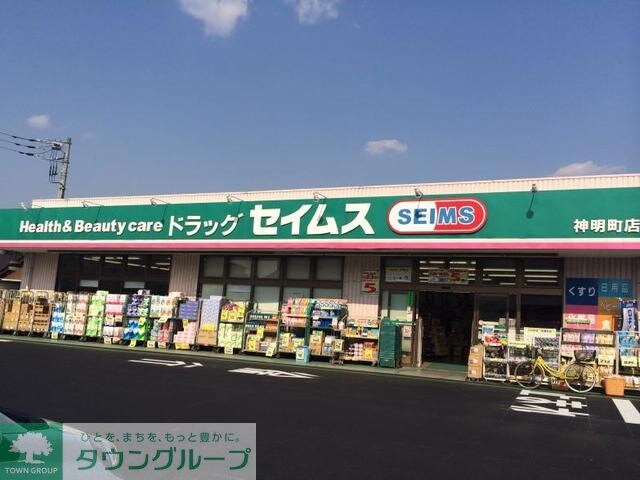 Health & Beauty care ドラッグ セイムス SEIMS 神明町店
くすり 日用品
5
ひとを、まちを、もっと豊かに。
タウングループ
TOWN GROUP